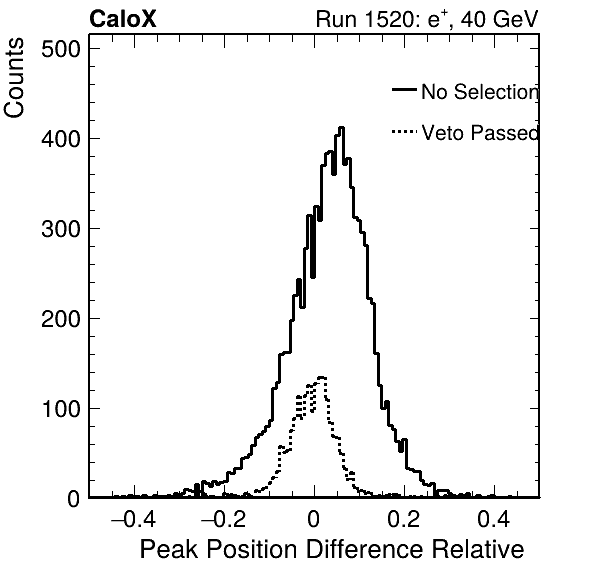 CaloX Run 1520: e+, 40 GeV
Counts
500
400
300
200
100
0
No Selection
Veto Passed
−0.4 −0.2 0 0.2 0.4
Peak Position Difference Relative